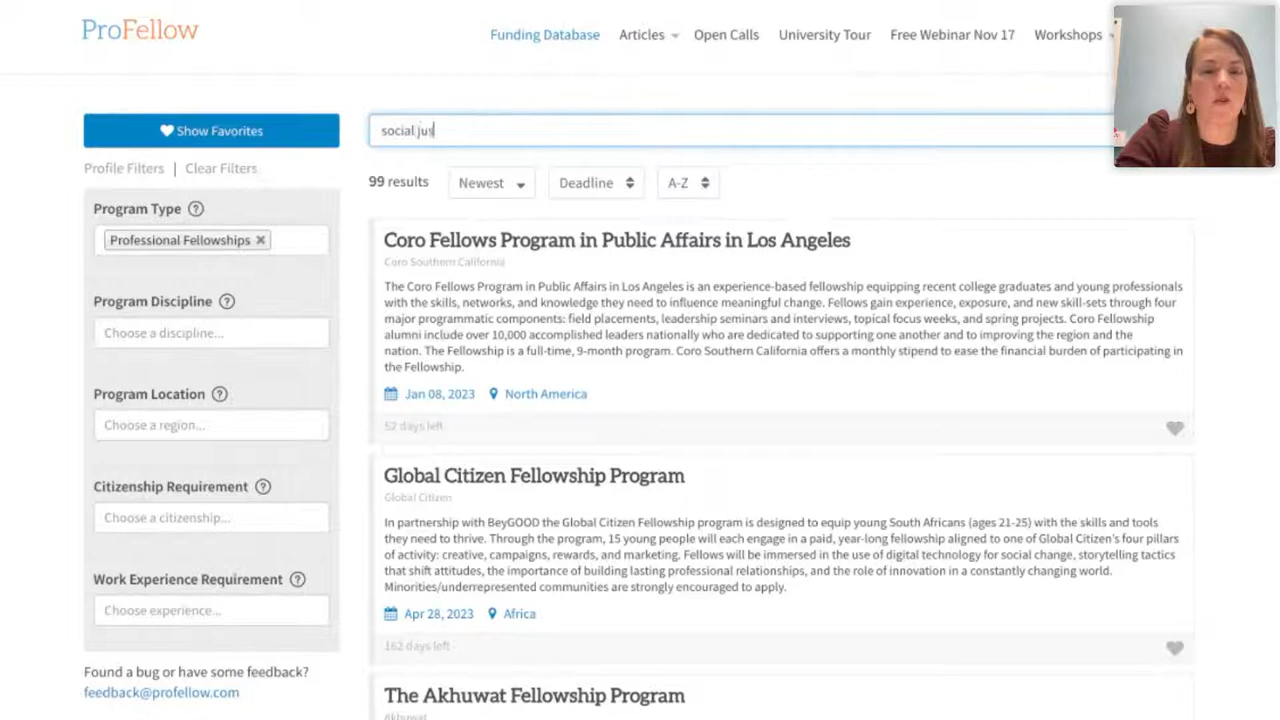 ProFellow
Funding Database
Articles
Open Calls
University Tour
Free Webinar Nov 17
Workshops
Show Favorites
Profile Filters | Clear Filters
Program Type ?
Professional Fellowships ×
Program Discipline ?
Choose a discipline...
Program Location ?
Choose a region...
Citizenship Requirement ?
Choose a citizenship...
Work Experience Requirement ?
Choose experience...
Found a bug or have some feedback?
feedback@profellow.com
social jus
99 results
Newest
Deadline
A-Z
Coro Fellows Program in Public Affairs in Los Angeles
Coro Southern California
The Coro Fellows Program in Public Affairs in Los Angeles is an experience-based fellowship equipping recent college graduates and young professionals
with the skills, networks, and knowledge they need to influence meaningful change. Fellows gain experience, exposure, and new skill-sets through four
major programmatic components: field placements, leadership seminars and interviews, topical focus weeks, and spring projects. Coro Fellowship
alumni include over 10,000 accomplished leaders nationally who are dedicated to supporting one another and to improving the region and the
nation. The Fellowship is a full-time, 9-month program. Coro Southern California offers a monthly stipend to ease the financial burden of participating in
the Fellowship.
Jan 08, 2023
North America
52 days left
Global Citizen Fellowship Program
Global Citizen
In partnership with BeyGOOD the Global Citizen Fellowship program is designed to equip young South Africans (ages 21-25) with the skills and tools
they need to thrive. Through the program, 15 young people will each engage in a paid, year-long fellowship aligned to one of Global Citizen's four pillars
of activity: creative, campaigns, rewards, and marketing. Fellows will be immersed in the use of digital technology for social change, storytelling tactics
that shift attitudes, the importance of building lasting professional relationships, and the role of innovation in a constantly changing world.
Minorities/underrepresented communities are strongly encouraged to apply.
Apr 28, 2023
Africa
162 days left
The Akhuwat Fellowship Program
Akhuwat